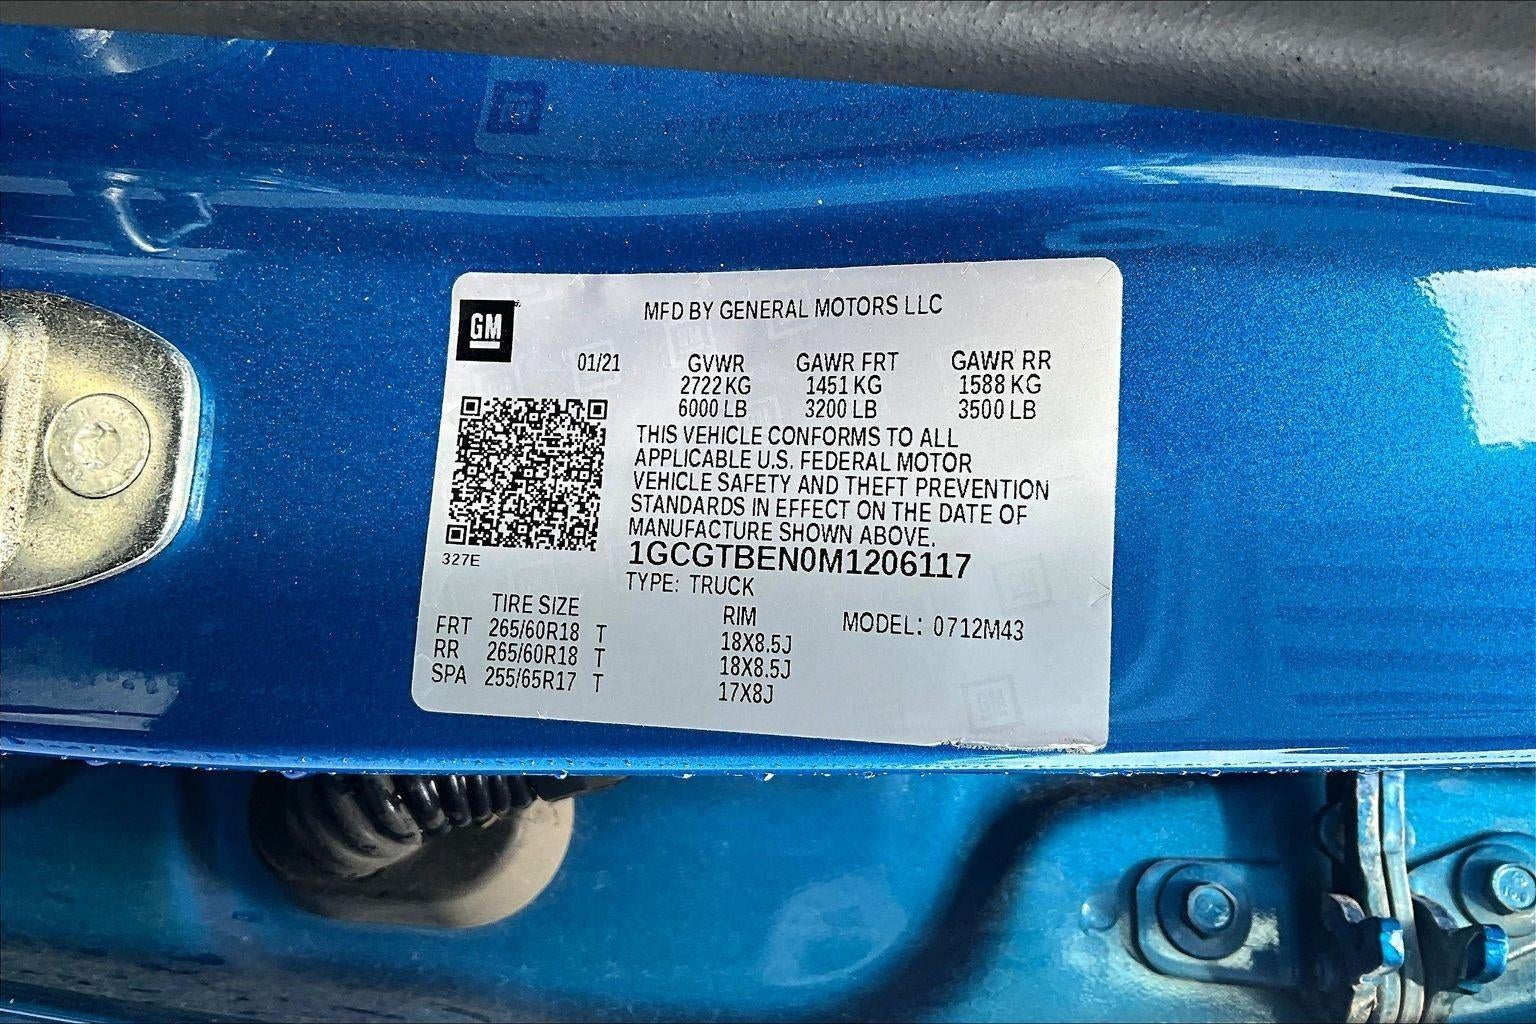 GM
MFD BY GENERAL MOTORS LLC
01/21 GVWR GAWR FRT GAWR RR
2722 KG 1451 KG 1588 KG
6000 LB 3200 LB 3500 LB
THIS VEHICLE CONFORMS TO ALL
APPLICABLE U.S. FEDERAL MOTOR
VEHICLE SAFETY AND THEFT PREVENTION
STANDARDS IN EFFECT ON THE DATE OF
MANUFACTURE SHOWN ABOVE.
327E
1GCGTBEN0M1206117
TYPE: TRUCK
TIRE SIZE RIM MODEL: 0712M43
FRT 265/60R18 T 18X8.5J
RR 265/60R18 T 18X8.5J
SPA 255/65R17 T 17X8J